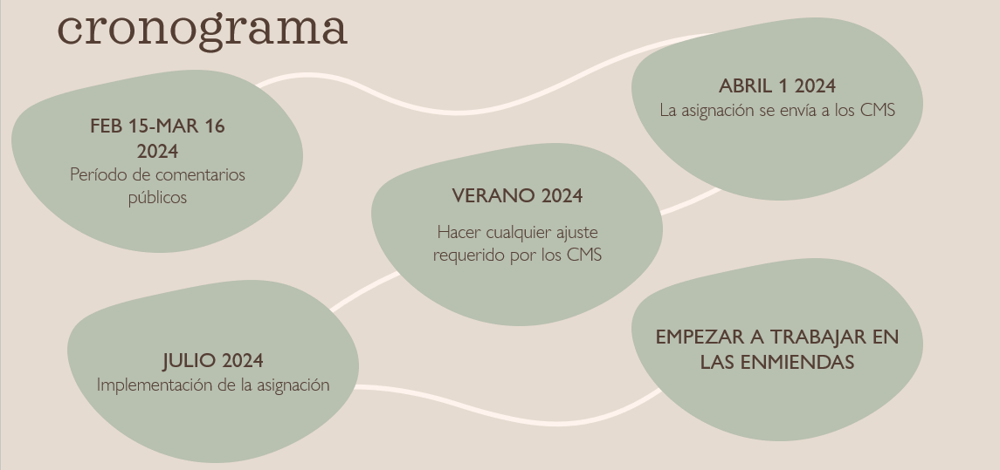 cronograma
FEB 15-MAR 16
2024
Período de comentarios
públicos
ABRIL 1 2024
La asignación se envía a los CMS
VERANO 2024
Hacer cualquier ajuste
requerido por los CMS
JULIO 2024
Implementación de la asignación
EMPEZAR A TRABAJAR EN
LAS ENMIENDAS